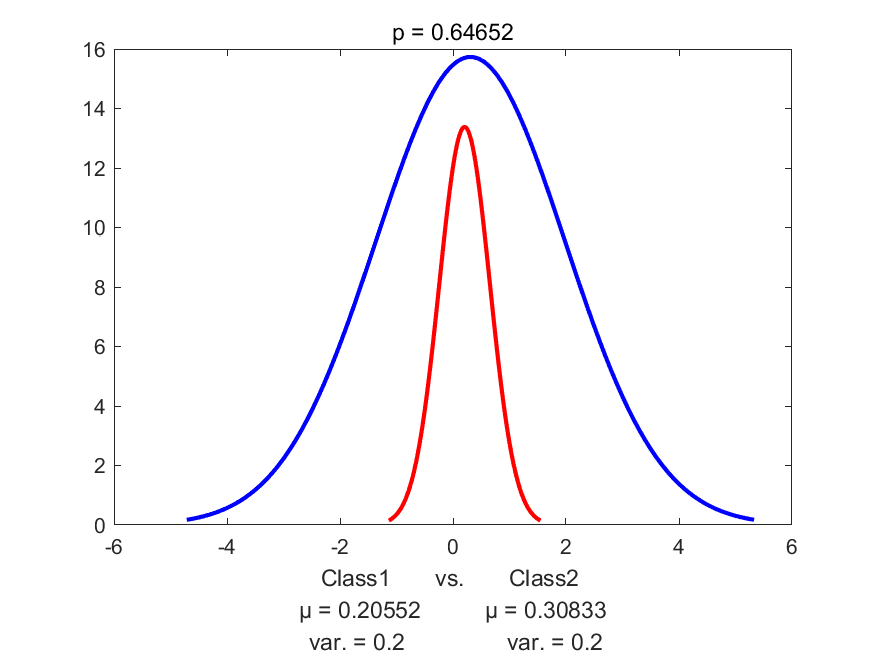 p = 0.64652
16
14
12
10
8
6
4
2
0
-6 -4 -2 0 2 4 6
Class1 vs. Class2
μ = 0.20552 μ = 0.30833
var. = 0.2 var. = 0.2